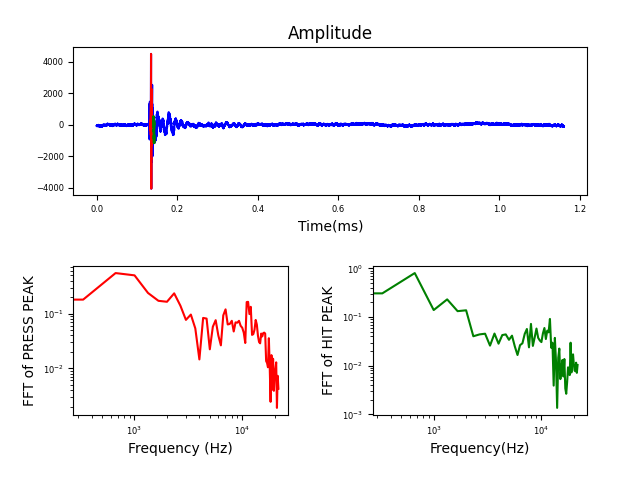 Amplitude
4000
2000
0
−2000
−4000
0.0 0.2 0.4 0.6 0.8 1.0 1.2
Time(ms)
FFT of PRESS PEAK
10⁻¹
10⁻²
10³ 10⁴
Frequency (Hz)
FFT of HIT PEAK
10⁰
10⁻¹
10⁻²
10⁻³
10³ 10⁴
Frequency(Hz)